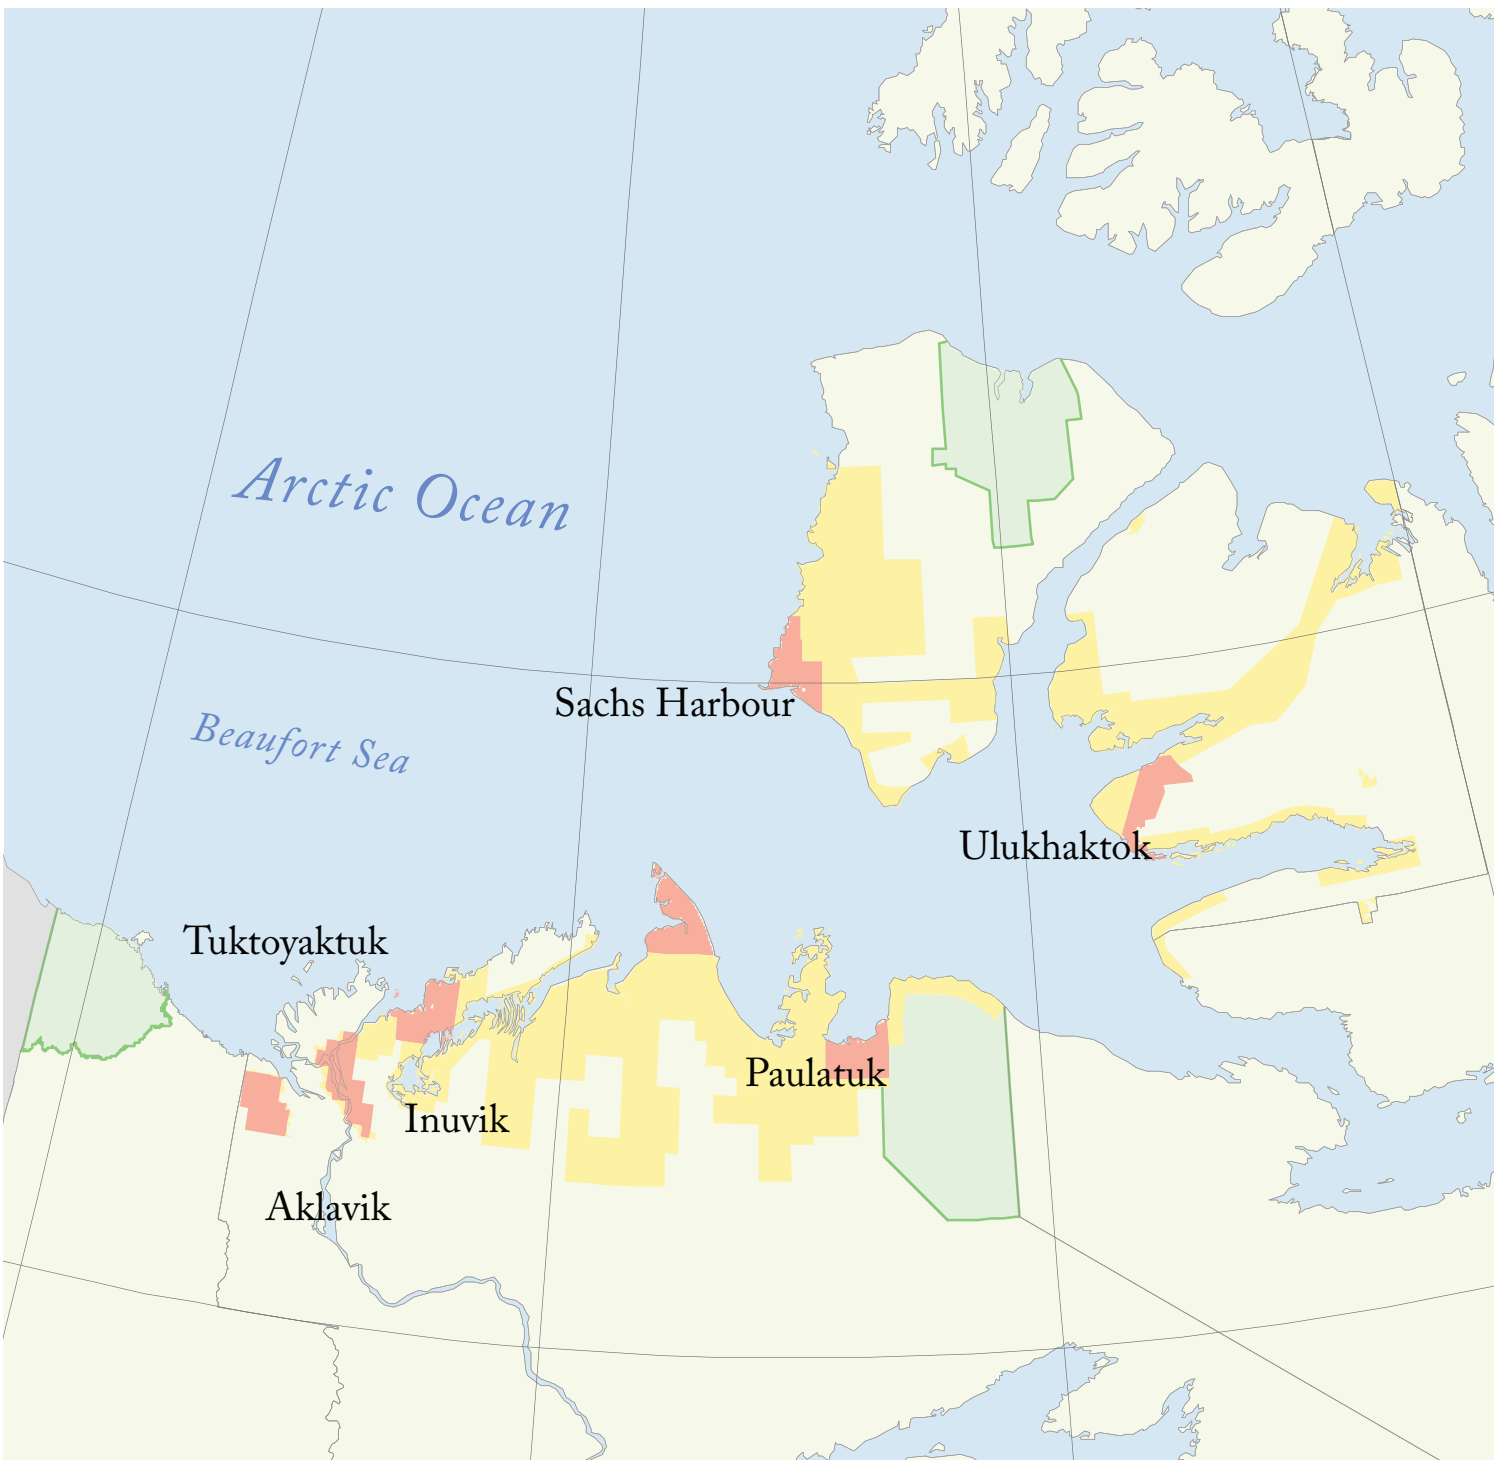 Arctic Ocean
Sachs Harbour
Beaufort Sea
Ulukhaktok
Tuktoyaktuk
Paulatuk
Inuvik
Aklavik